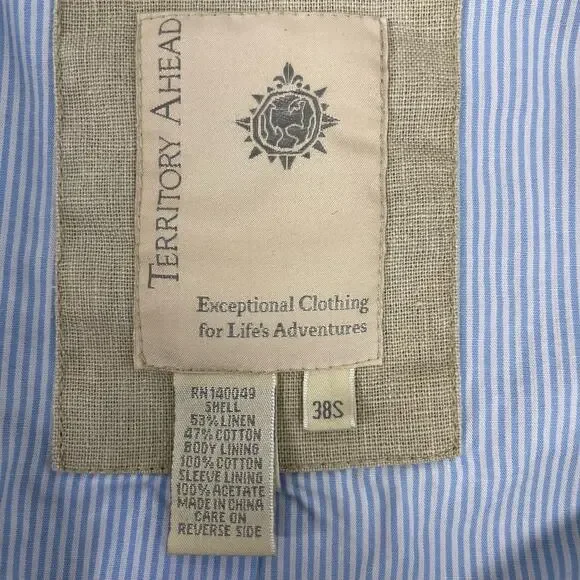 TERRITORY AHEAD
Exceptional Clothing
for Life's Adventures
RN140049
SHELL
53% LINEN
47% COTTON
BODY LINING
100% COTTON
SLEEVE LINING
100% ACETATE
MADE IN CHINA
CARE ON
REVERSE SIDE
38S